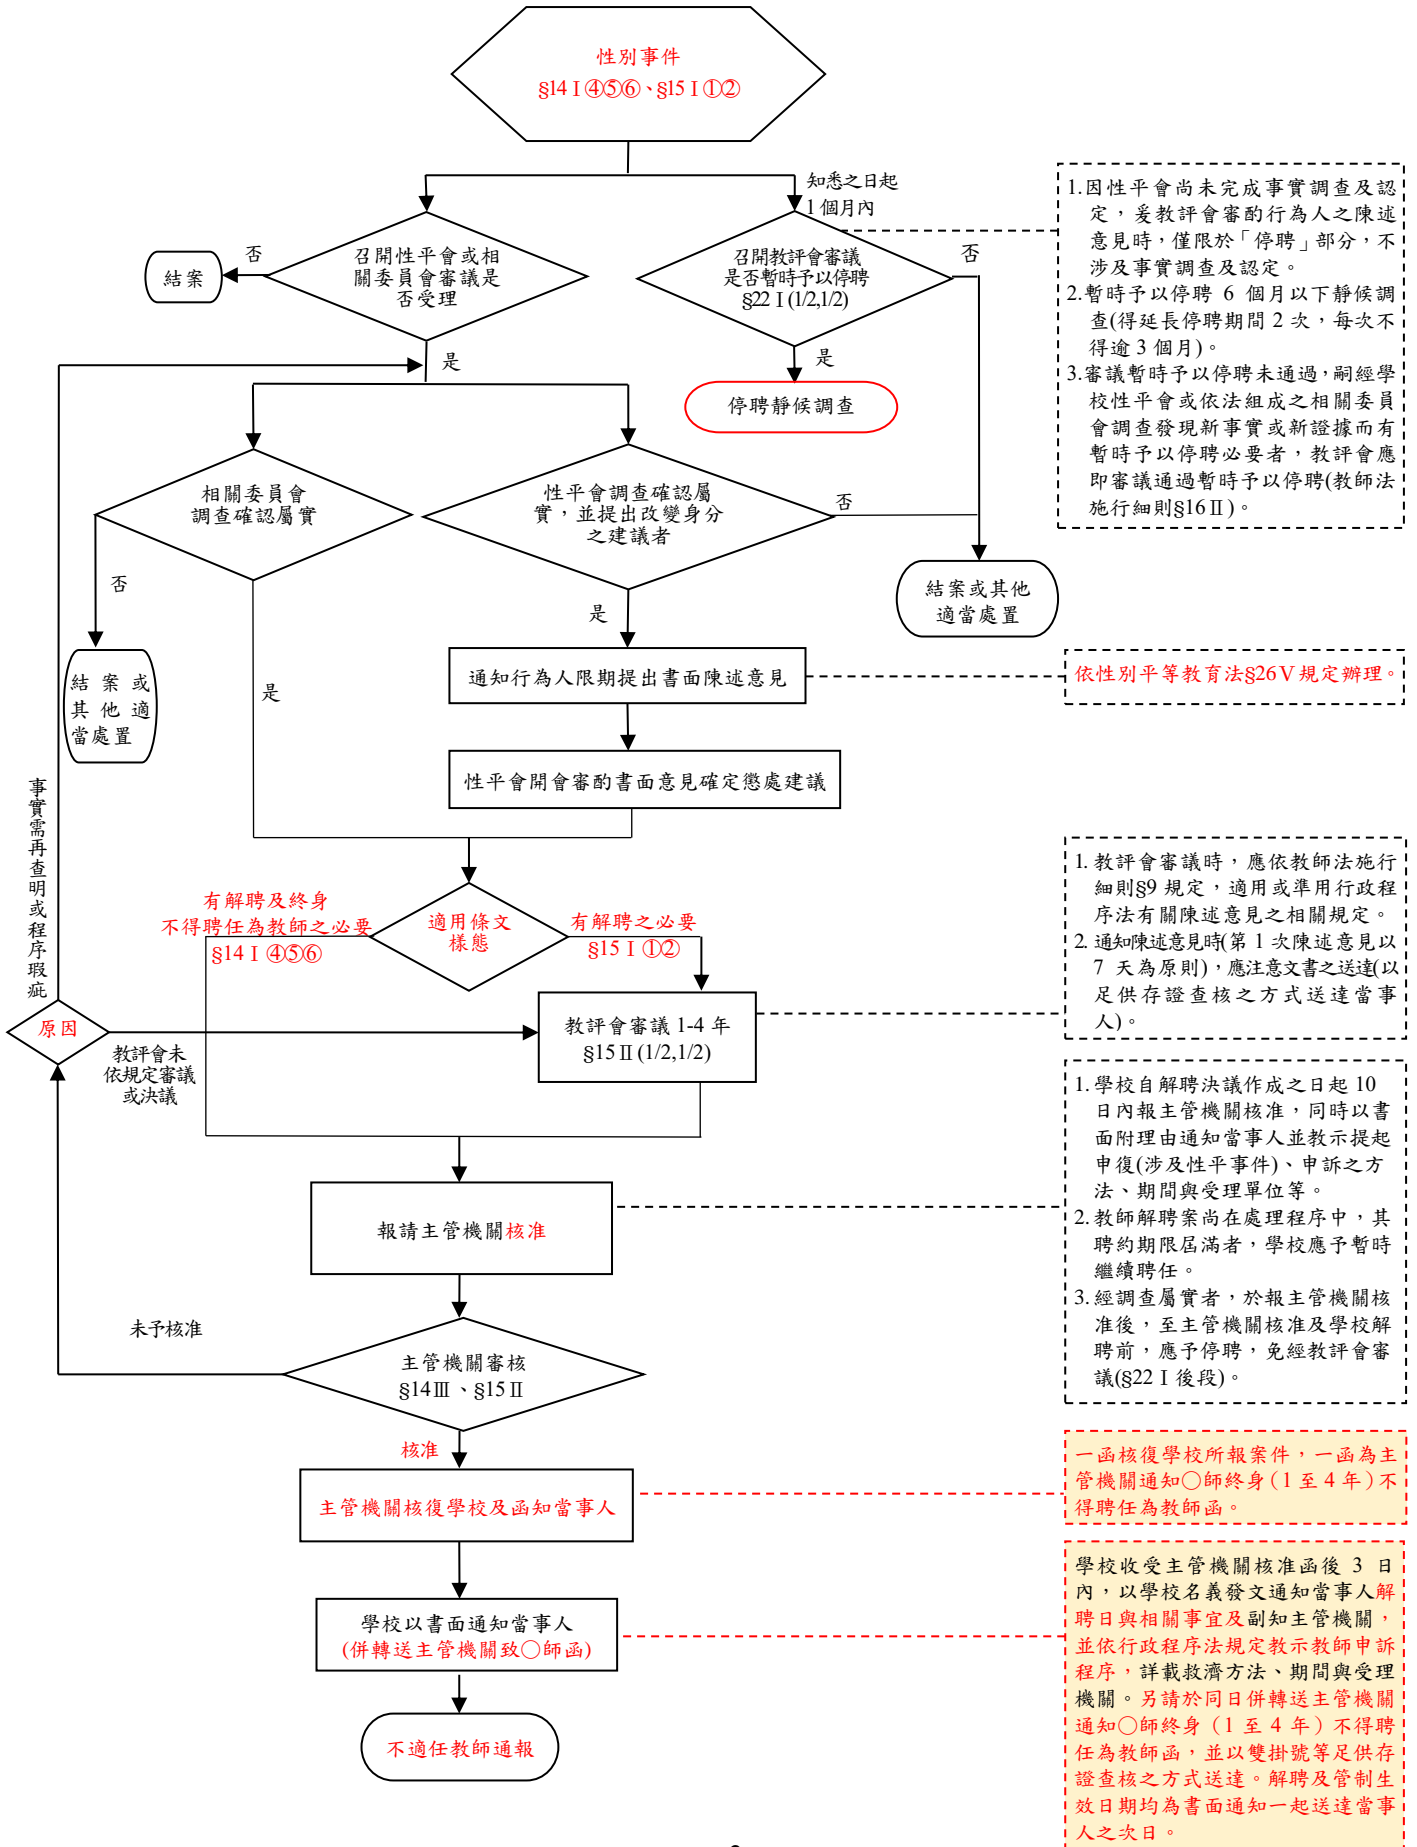 性別事件
§14Ⅰ④⑤⑥、§15Ⅰ①②
知悉之日起
1 個月內
召開性平會或相
關委員會審議是
否受理
否
結案
是
召開教評會審議
是否暫時予以停聘
§22Ⅰ(1/2,1/2)
否
是
停聘靜候調查
1.因性平會尚未完成事實調查及認
定，爰教評會審酌行為人之陳述
意見時，僅限於「停聘」部分，不
涉及事實調查及認定。
2.暫時予以停聘 6 個月以下靜候調
查(得延長停聘期間 2 次，每次不
得逾 3 個月)。
3.審議暫時予以停聘未通過，嗣經學
校性平會或依法組成之相關委員
會調查發現新事實或新證據而有
暫時予以停聘必要者，教評會應
即審議通過暫時予以停聘(教師法
施行細則§16Ⅱ)。
相關委員會
調查確認屬實
否
結案或
其他適
當處置
是
性平會調查確認屬
實，並提出改變身分
之建議者
否
結案或其他
適當處置
是
通知行為人限期提出書面陳述意見
依性別平等教育法§26Ⅴ規定辦理。
性平會開會審酌書面意見確定懲處建議
事實需再查明或程序瑕疵
適用條文
樣態
有解聘及終身
不得聘任為教師之必要
§14Ⅰ④⑤⑥
有解聘之必要
§15Ⅰ①②
1. 教評會審議時，應依教師法施行
細則§9 規定，適用或準用行政程
序法有關陳述意見之相關規定。
2. 通知陳述意見時(第 1 次陳述意見以
7 天為原則)，應注意文書之送達(以
足供存證查核之方式送達當事
人)。
原因
教評會未
依規定審議
或決議
教評會審議 1-4 年
§15Ⅱ(1/2,1/2)
1. 學校自解聘決議作成之日起 10
日內報主管機關核准，同時以書
面附理由通知當事人並教示提起
申復(涉及性平事件)、申訴之方
法、期間與受理單位等。
2. 教師解聘案尚在處理程序中，其
聘約期限屆滿者，學校應予暫時
繼續聘任。
3. 經調查屬實者，於報主管機關核
准後，至主管機關核准及學校解
聘前，應予停聘，免經教評會審
議(§22Ⅰ後段)。
報請主管機關核准
未予核准
主管機關審核
§14Ⅲ、§15Ⅱ
核准
主管機關核復學校及函知當事人
一函核復學校所報案件，一函為主
管機關通知○師終身(1 至 4 年)不
得聘任為教師函。
學校以書面通知當事人
(併轉送主管機關致○師函)
學校收受主管機關核准函後 3 日
內，以學校名義發文通知當事人解
聘日與相關事宜及副知主管機關，
並依行政程序法規定教示教師申訴
程序，詳載救濟方法、期間與受理
機關。另請於同日併轉送主管機關
通知○師終身（1 至 4 年）不得聘
任為教師函，並以雙掛號等足供存
證查核之方式送達。解聘及管制生
效日期均為書面通知一起送達當事
人之次日。
不適任教師通報